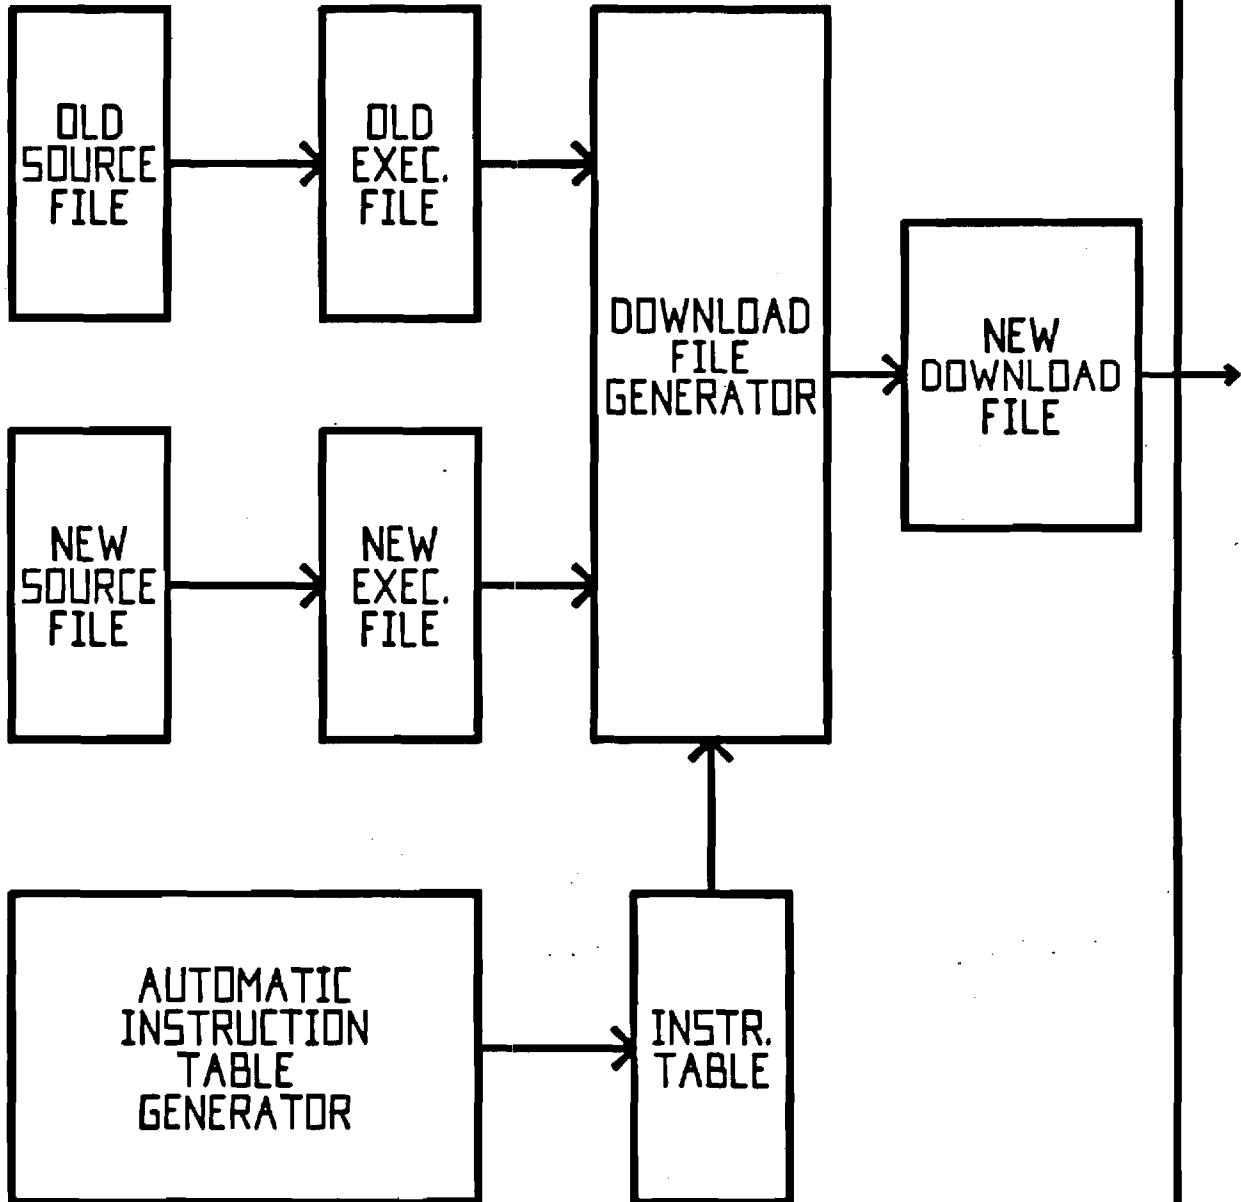 OLD
SOURCE
FILE
OLD
EXEC.
FILE
DOWNLOAD
FILE
GENERATOR
NEW
DOWNLOAD
FILE
NEW
SOURCE
FILE
NEW
EXEC.
FILE
AUTOMATIC
INSTRUCTION
TABLE
GENERATOR
INSTR.
TABLE